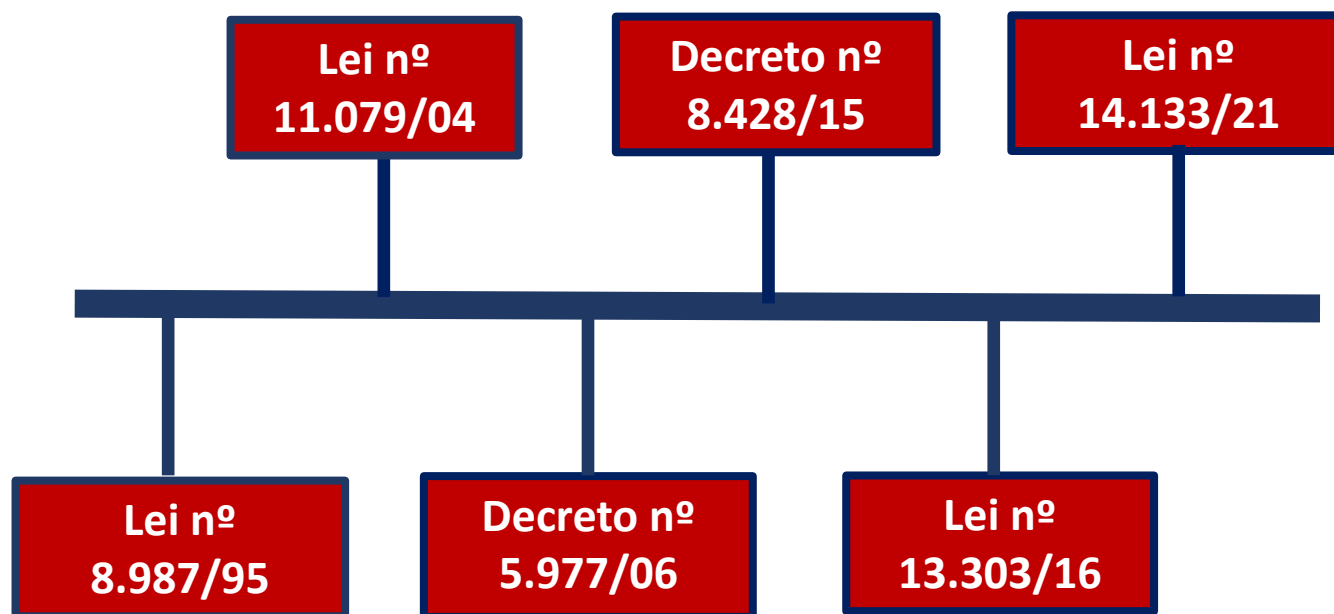 Lei nº
11.079/04
Decreto nº
8.428/15
Lei nº
14.133/21
Lei nº
8.987/95
Decreto nº
5.977/06
Lei nº
13.303/16